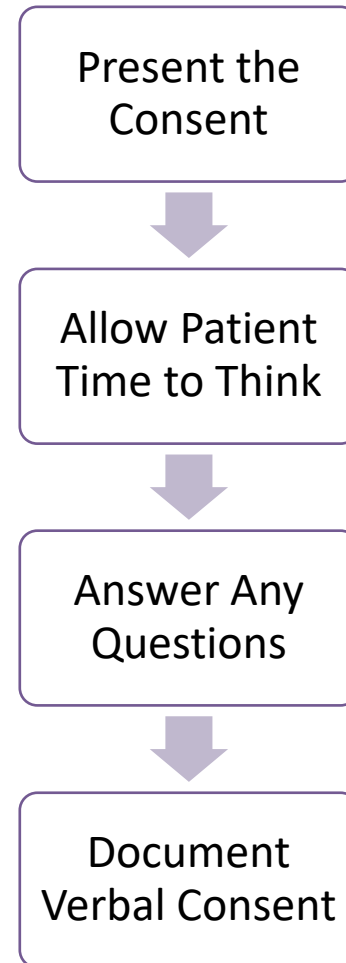 Present the
Consent
Allow Patient
Time to Think
Answer Any
Questions
Document
Verbal Consent